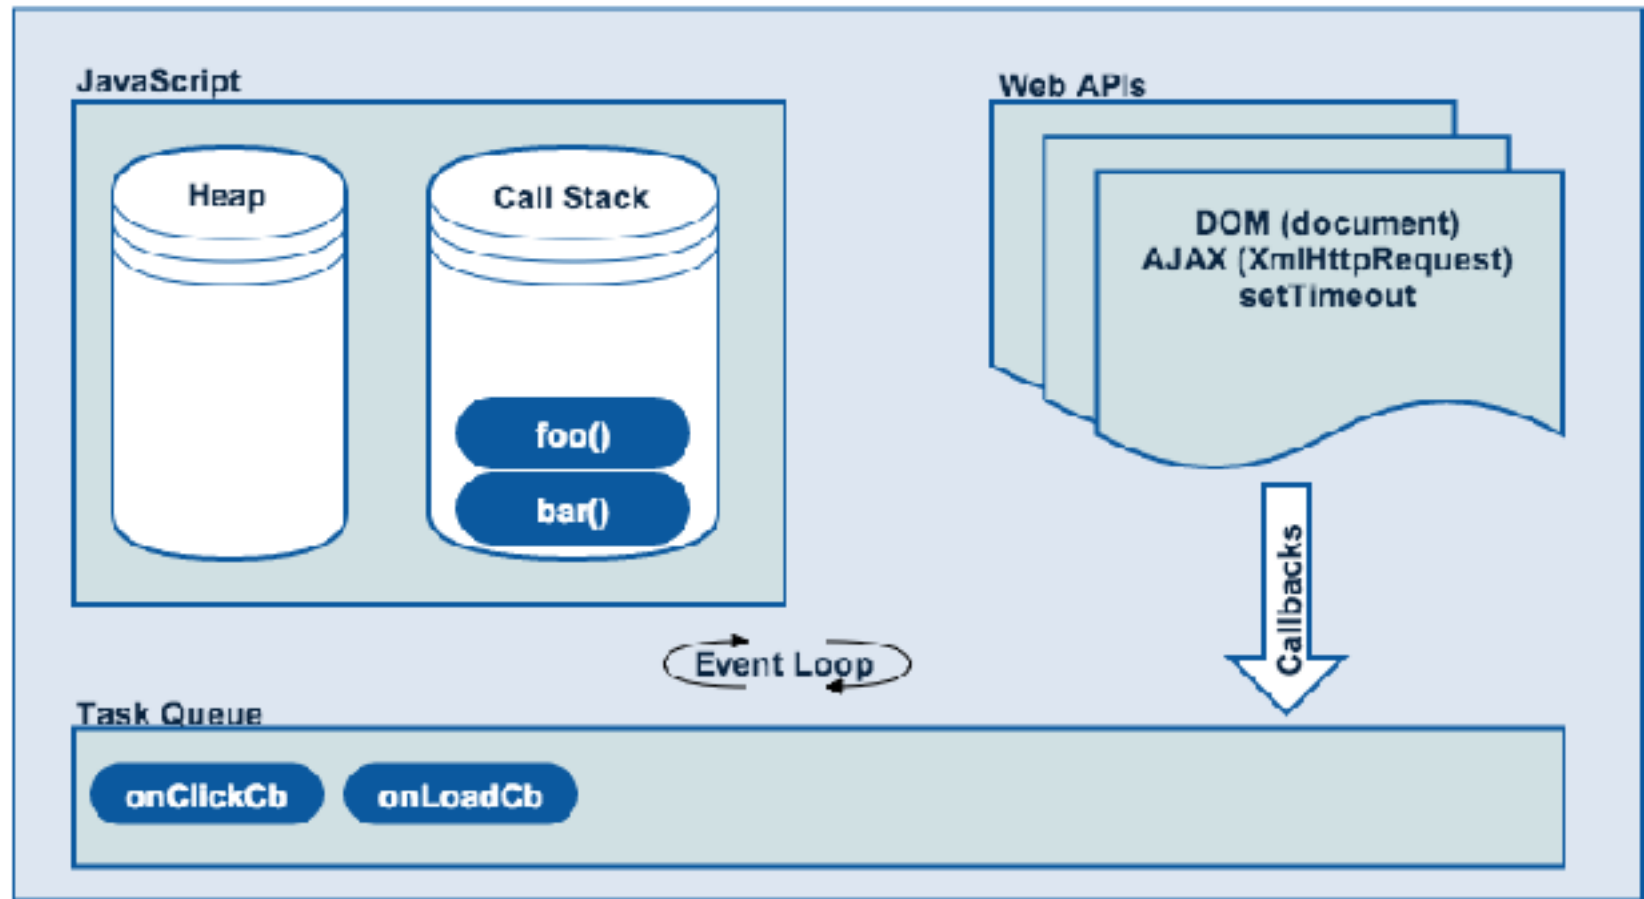 JavaScript
Heap
Call Stack
foo()
bar()
Web APIs
DOM (document)
AJAX (XmlHttpRequest)
setTimeout
Callbacks
Event Loop
Task Queue
onClickCb
onLoadCb